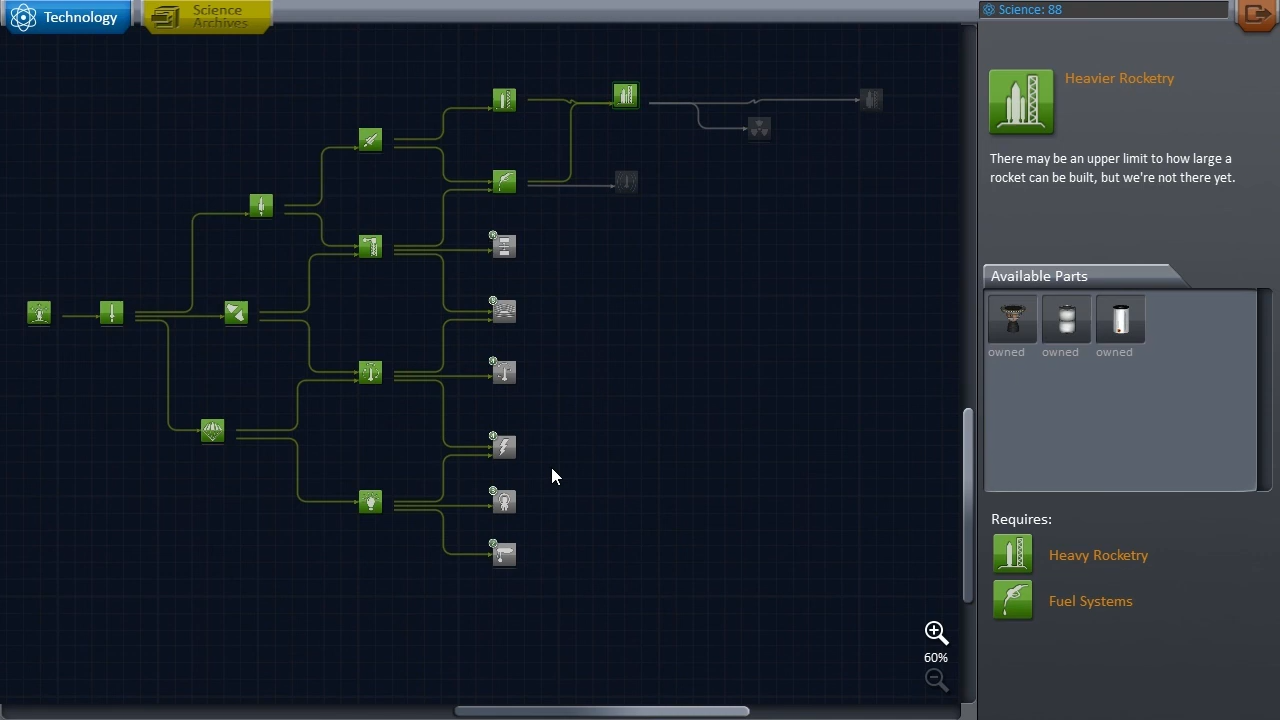 Technology
Science
Archives
Science: 88
Heavier Rocketry
There may be an upper limit to how large a
rocket can be built, but we're not there yet.
Available Parts
owned
owned
owned
Requires:
Heavy Rocketry
Fuel Systems
60%